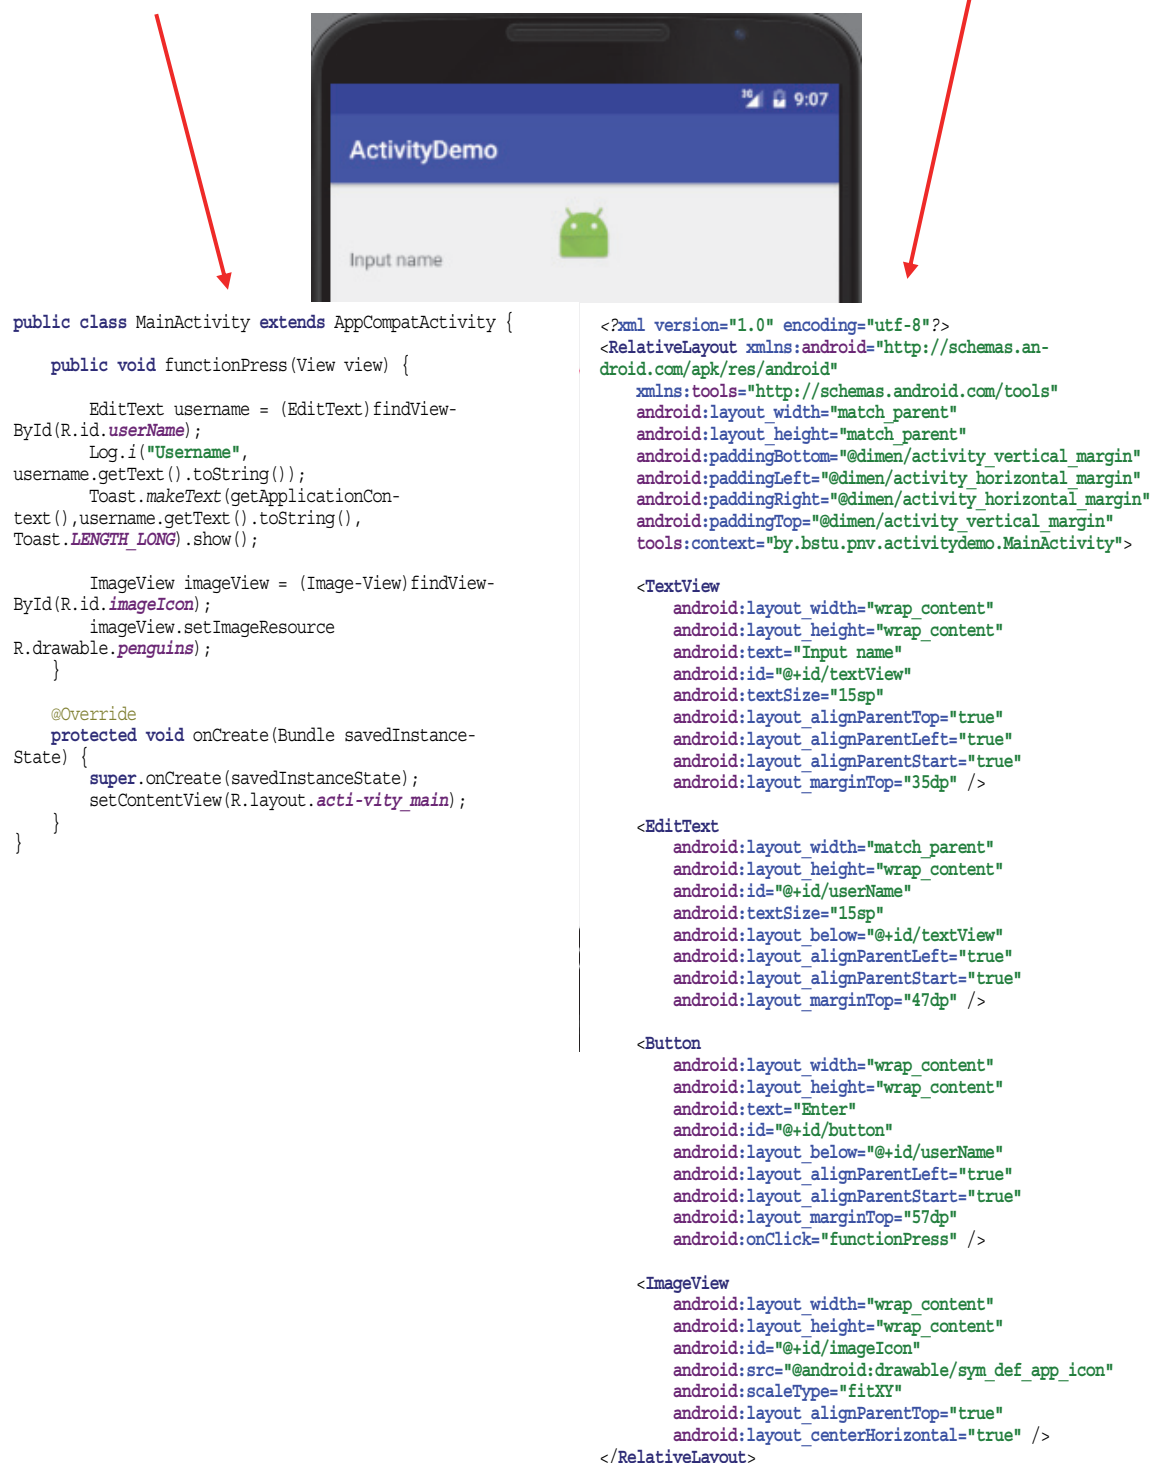 3G 9:07
ActivityDemo
Input name
public class MainActivity extends AppCompatActivity {
public void functionPress(View view) {
EditText username = (EditText)findView-
ById(R.id.userName);
Log.i("Username",
username.getText().toString());
Toast.makeText(getApplicationCon-
text(),username.getText().toString(),
Toast.LENGTH_LONG).show();
ImageView imageView = (Image-View)findView-
ById(R.id.imageIcon);
imageView.setImageResource
R.drawable.penguins);
}
@Override
protected void onCreate(Bundle savedInstance-
State) {
super.onCreate(savedInstanceState);
setContentView(R.layout.acti-vity_main);
}
}
<?xml version="1.0" encoding="utf-8"?>
<RelativeLayout xmlns:android="http://schemas.an-
droid.com/apk/res/android"
xmlns:tools="http://schemas.android.com/tools"
android:layout_width="match_parent"
android:layout_height="match_parent"
android:paddingBottom="@dimen/activity_vertical_margin"
android:paddingLeft="@dimen/activity_horizontal_margin"
android:paddingRight="@dimen/activity_horizontal_margin"
android:paddingTop="@dimen/activity_vertical_margin"
tools:context="by.bstu.pnv.activitydemo.MainActivity">
<TextView
android:layout_width="wrap_content"
android:layout_height="wrap_content"
android:text="Input name"
android:id="@+id/textView"
android:textSize="15sp"
android:layout_alignParentTop="true"
android:layout_alignParentLeft="true"
android:layout_alignParentStart="true"
android:layout_marginTop="35dp" />
<EditText
android:layout_width="match_parent"
android:layout_height="wrap_content"
android:id="@+id/userName"
android:textSize="15sp"
android:layout_below="@+id/textView"
android:layout_alignParentLeft="true"
android:layout_alignParentStart="true"
android:layout_marginTop="47dp" />
<Button
android:layout_width="wrap_content"
android:layout_height="wrap_content"
android:text="Enter"
android:id="@+id/button"
android:layout_below="@+id/userName"
android:layout_alignParentLeft="true"
android:layout_alignParentStart="true"
android:layout_marginTop="57dp"
android:onClick="functionPress" />
<ImageView
android:layout_width="wrap_content"
android:layout_height="wrap_content"
android:id="@+id/imageIcon"
android:src="@android:drawable/sym_def_app_icon"
android:scaleType="fitXY"
android:layout_alignParentTop="true"
android:layout_centerHorizontal="true" />
</RelativeLayout>